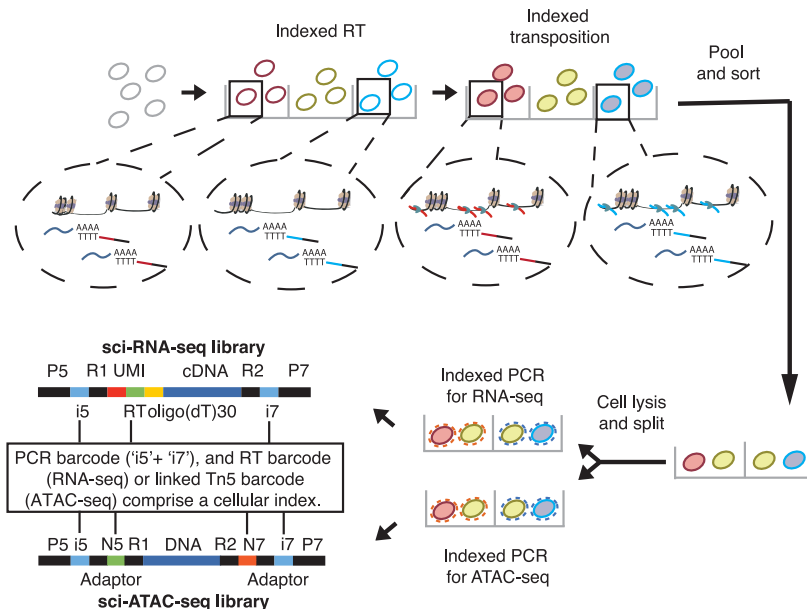 Indexed RT
Indexed
transposition
Pool
and sort
AAAA
TTTT
AAAA
TTTT
AAAA
TTTT
AAAA
TTTT
AAAA
TTTT
AAAA
TTTT
AAAA
TTTT
AAAA
TTTT
sci-RNA-seq library
P5 R1 UMI cDNA R2 P7
i5 RToligo(dT)30 i7
PCR barcode (‘i5’+ ‘i7’), and RT barcode
(RNA-seq) or linked Tn5 barcode
(ATAC-seq) comprise a cellular index.
P5 i5 N5 R1 DNA R2 N7 i7 P7
Adaptor Adaptor
sci-ATAC-seq library
Indexed PCR
for RNA-seq
Indexed PCR
for ATAC-seq
Cell lysis
and split